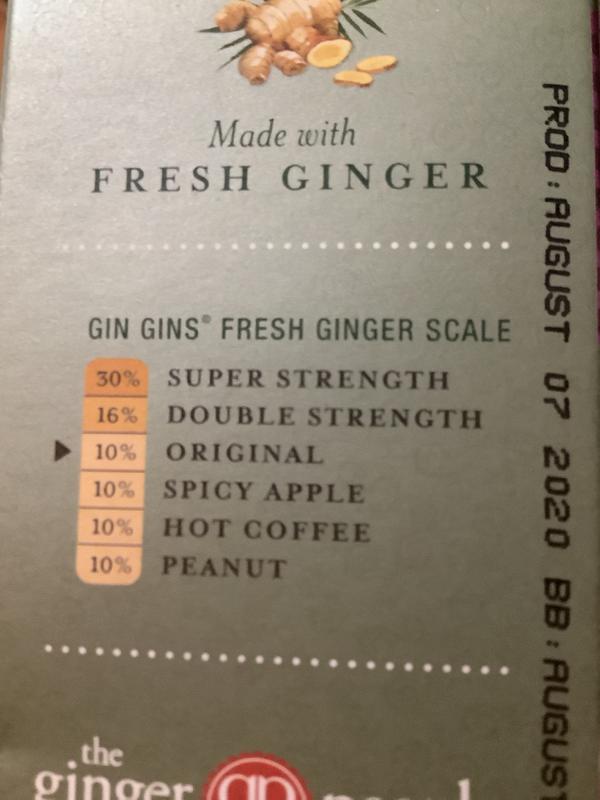 Made with
FRESH GINGER
GIN GINS® FRESH GINGER SCALE
30% SUPER STRENGTH
16% DOUBLE STRENGTH
10% ORIGINAL
10% SPICY APPLE
10% HOT COFFEE
10% PEANUT
the
ginger
PROD: AUGUST 07 2020 BB: AUGUST